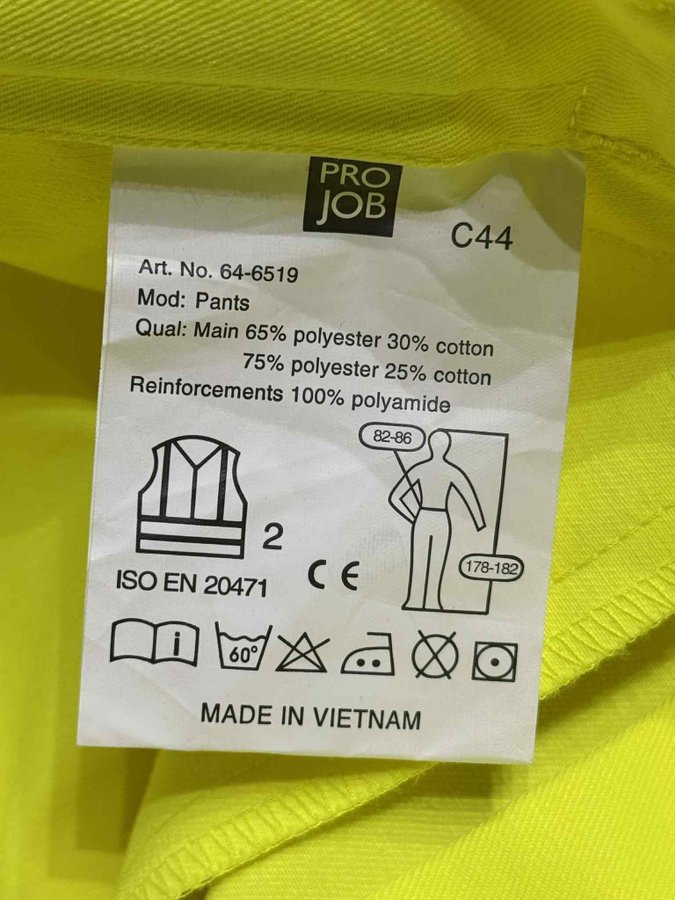 PRO
JOB
C44
Art. No. 64-6519
Mod: Pants
Qual: Main 65% polyester 30% cotton
75% polyester 25% cotton
Reinforcements 100% polyamide
82-86
2
178-182
ISO EN 20471
CE
i
60°
MADE IN VIETNAM